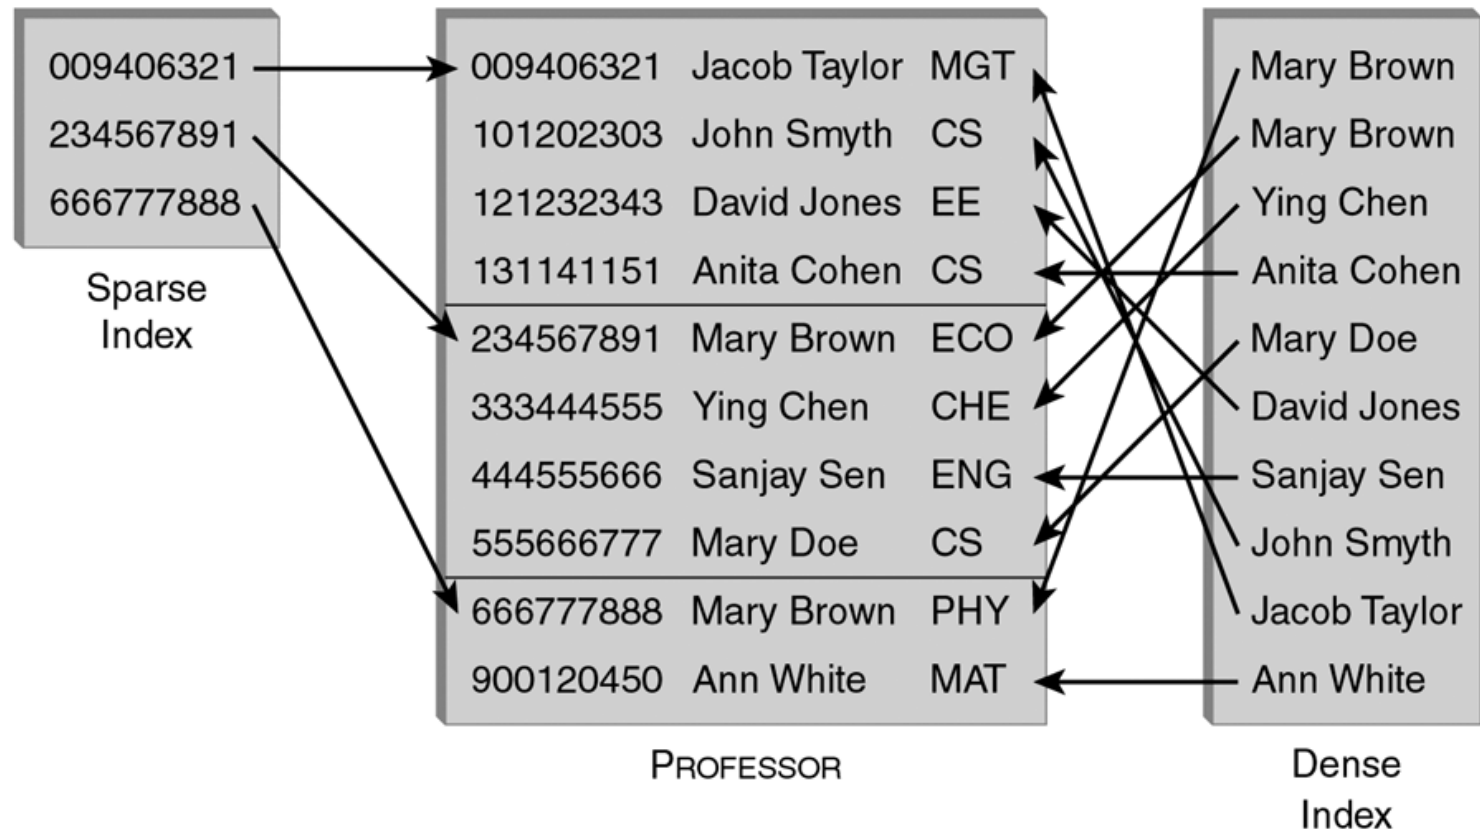 009406321
234567891
666777888
Sparse
Index
009406321 Jacob Taylor MGT
101202303 John Smyth CS
121232343 David Jones EE
131141151 Anita Cohen CS
234567891 Mary Brown ECO
333444555 Ying Chen CHE
444555666 Sanjay Sen ENG
555666777 Mary Doe CS
666777888 Mary Brown PHY
900120450 Ann White MAT
PROFESSOR
Mary Brown
Mary Brown
Ying Chen
Anita Cohen
Mary Doe
David Jones
Sanjay Sen
John Smyth
Jacob Taylor
Ann White
Dense
Index